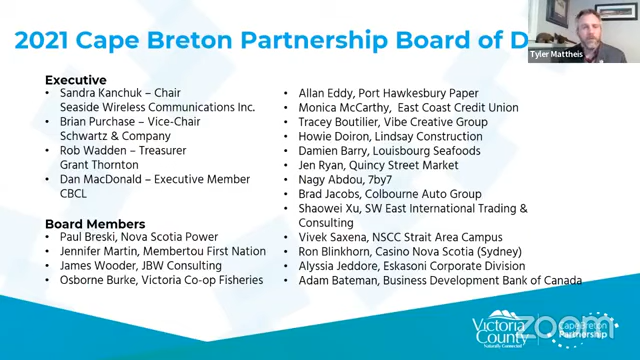 2021 Cape Breton Partnership Board of D
Tyler Mattheis
Executive
• Sandra Kanchuk – Chair
Seaside Wireless Communications Inc.
• Brian Purchase – Vice-Chair
Schwartz & Company
• Rob Wadden – Treasurer
Grant Thornton
• Dan MacDonald – Executive Member
CBCL
Board Members
• Paul Breski, Nova Scotia Power
• Jennifer Martin, Membertou First Nation
• James Wooder, JBW Consulting
• Osborne Burke, Victoria Co-op Fisheries
• Allan Eddy, Port Hawkesbury Paper
• Monica McCarthy, East Coast Credit Union
• Tracey Boutilier, Vibe Creative Group
• Howie Doiron, Lindsay Construction
• Damien Barry, Louisbourg Seafoods
• Jen Ryan, Quincy Street Market
• Nagy Abdou, 7by7
• Brad Jacobs, Colbourne Auto Group
• Shaowei Xu, SW East International Trading &
Consulting
• Vivek Saxena, NSCC Strait Area Campus
• Ron Blinkhorn, Casino Nova Scotia (Sydney)
• Alyssia Jeddore, Eskasoni Corporate Division
• Adam Bateman, Business Development Bank of Canada
Victoria
County
Naturally Connected
zoom
Cape Breton
Partnership